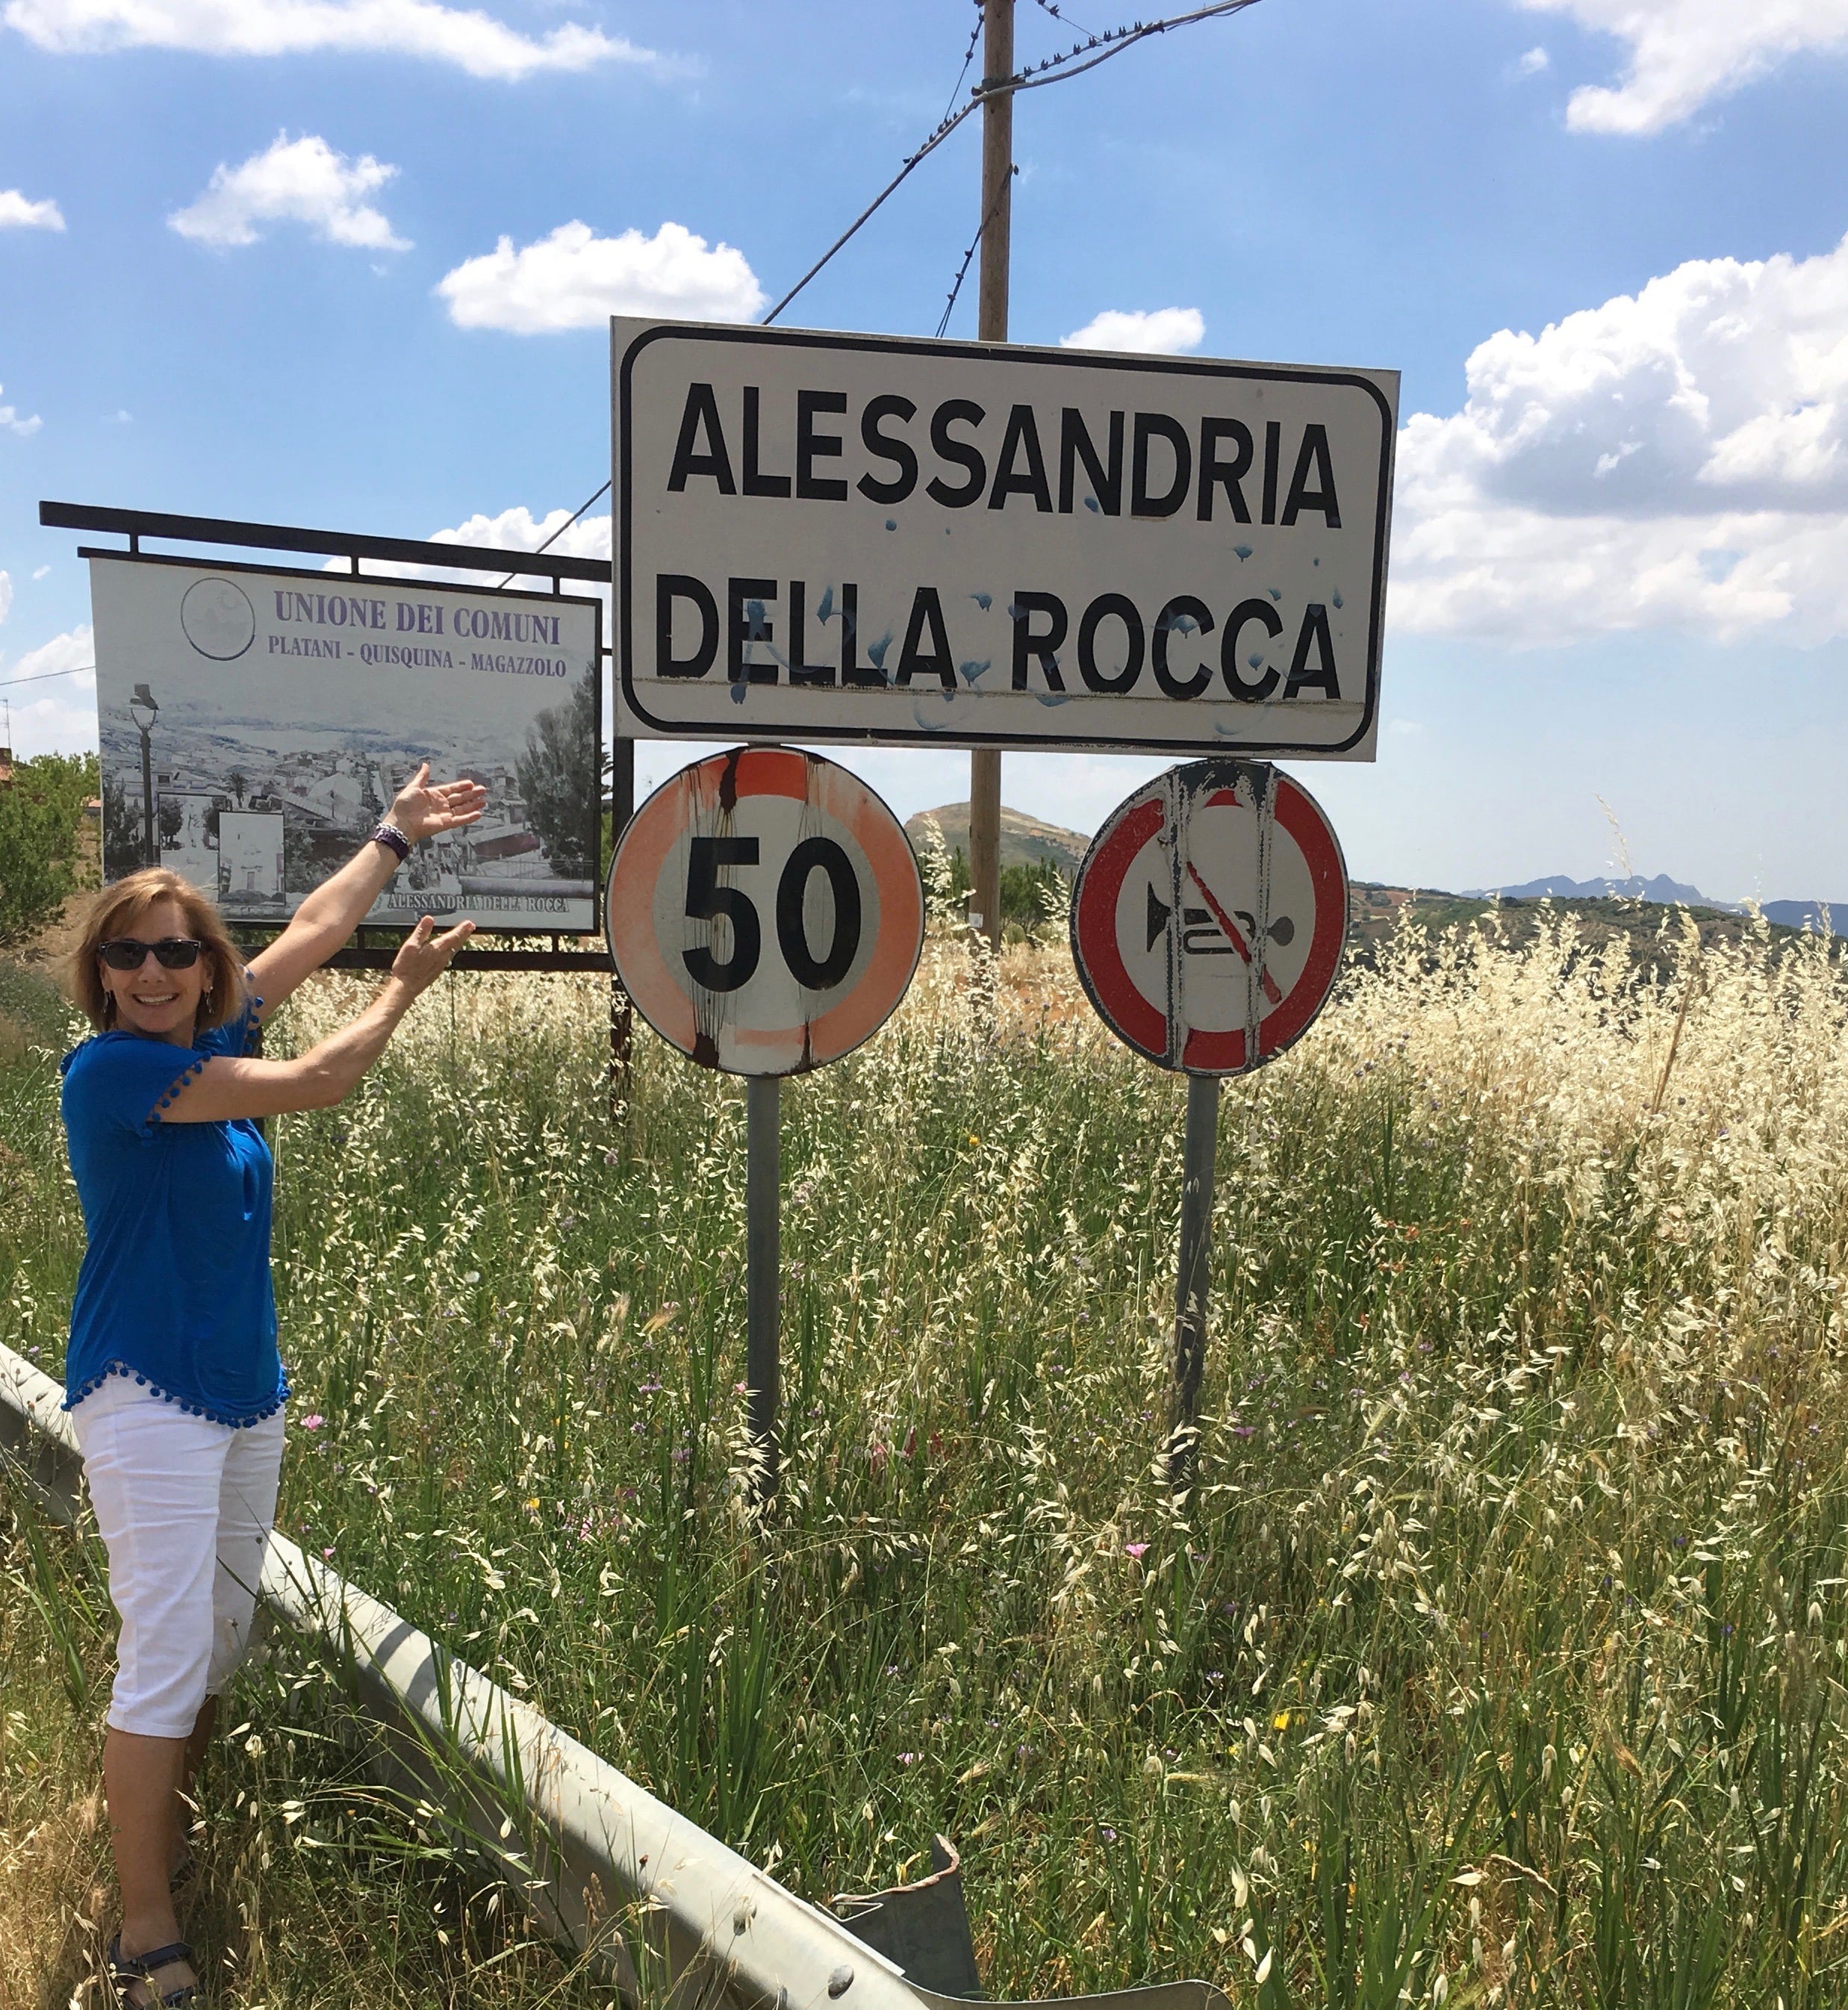 UNIONE DEI COMUNI
PLATANI - QUISQUINA - MAGAZZOLO
ALESSANDRIA DELLA ROCCA
ALESSANDRIA
DELLA ROCCA
50